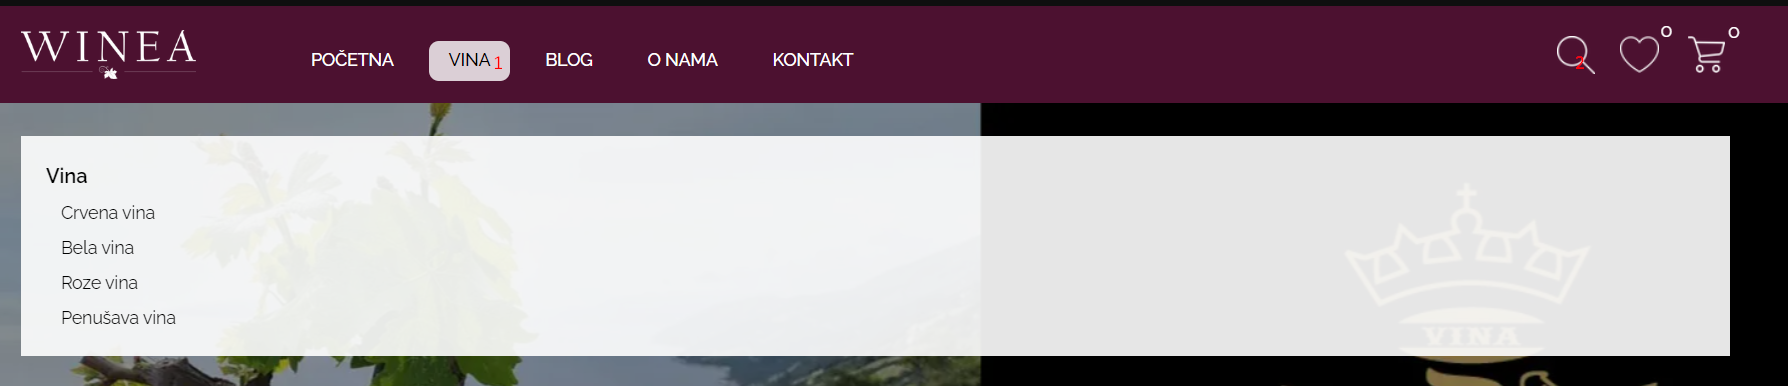 WINEA
POČETNA VINA 1 BLOG O NAMA KONTAKT 2 0 0
Vina
Crvena vina
Bela vina
Roze vina
Penušava vina
VINA